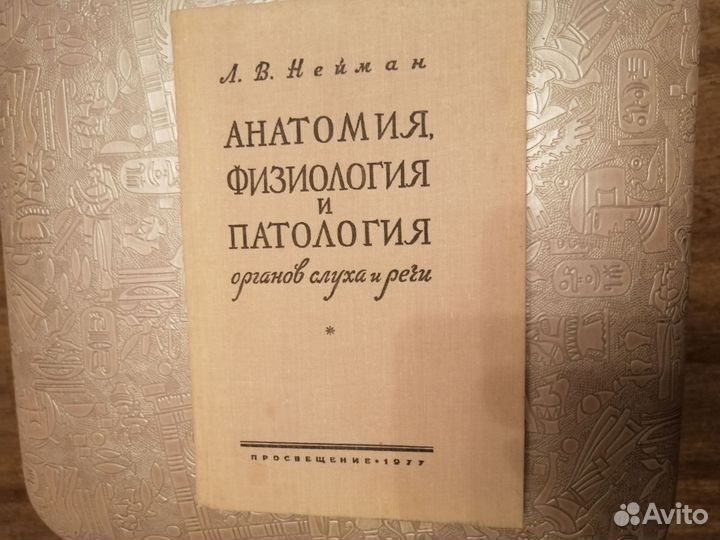 Л. В. Нейман
АНАТОМИЯ,
ФИЗИОЛОГИЯ
и
ПАТОЛОГИЯ
органов слуха и речи
*
ПРОСВЕЩЕНИЕ • 1977
Avito